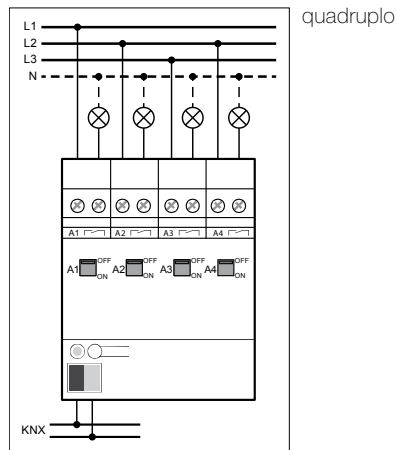 quadruplo
L1
L2
L3
N
A1 A2 A3 A4
A1 OFF ON A2 OFF ON A3 OFF ON A4 OFF ON
KNX